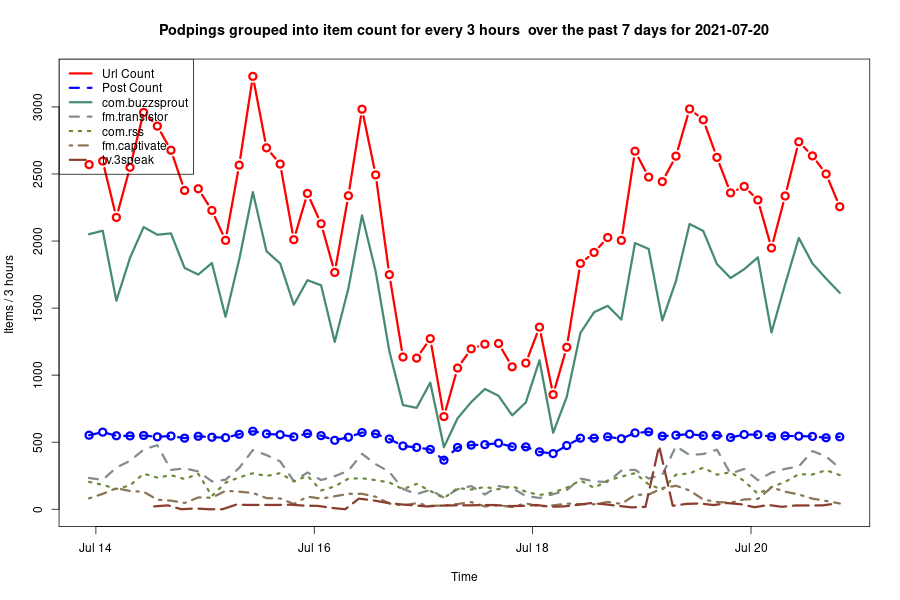 Podpings grouped into item count for every 3 hours  over the past 7 days for 2021-07-20
Url Count
Post Count
com.buzzsprout
fm.transistor
com.rss
fm.captivate
tv.3speak
Items / 3 hours
0
500
1000
1500
2000
2500
3000
Jul 14
Jul 16
Jul 18
Jul 20
Time